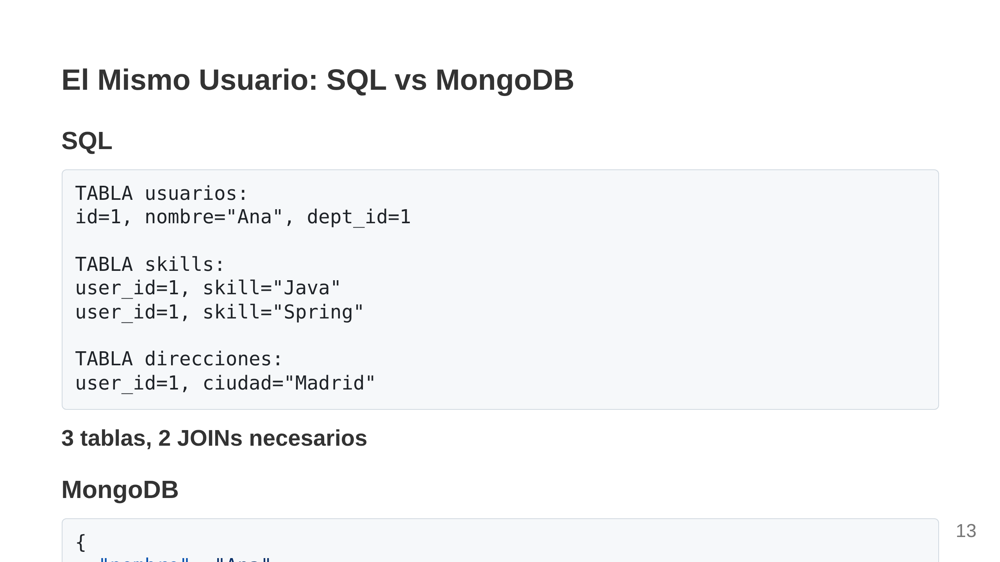 El Mismo Usuario: SQL vs MongoDB
SQL
TABLA usuarios:
id=1, nombre="Ana", dept_id=1
TABLA skills:
user_id=1, skill="Java"
user_id=1, skill="Spring"
TABLA direcciones:
user_id=1, ciudad="Madrid"
3 tablas, 2 JOINs necesarios
MongoDB
{
"nombre": "Ana"
13